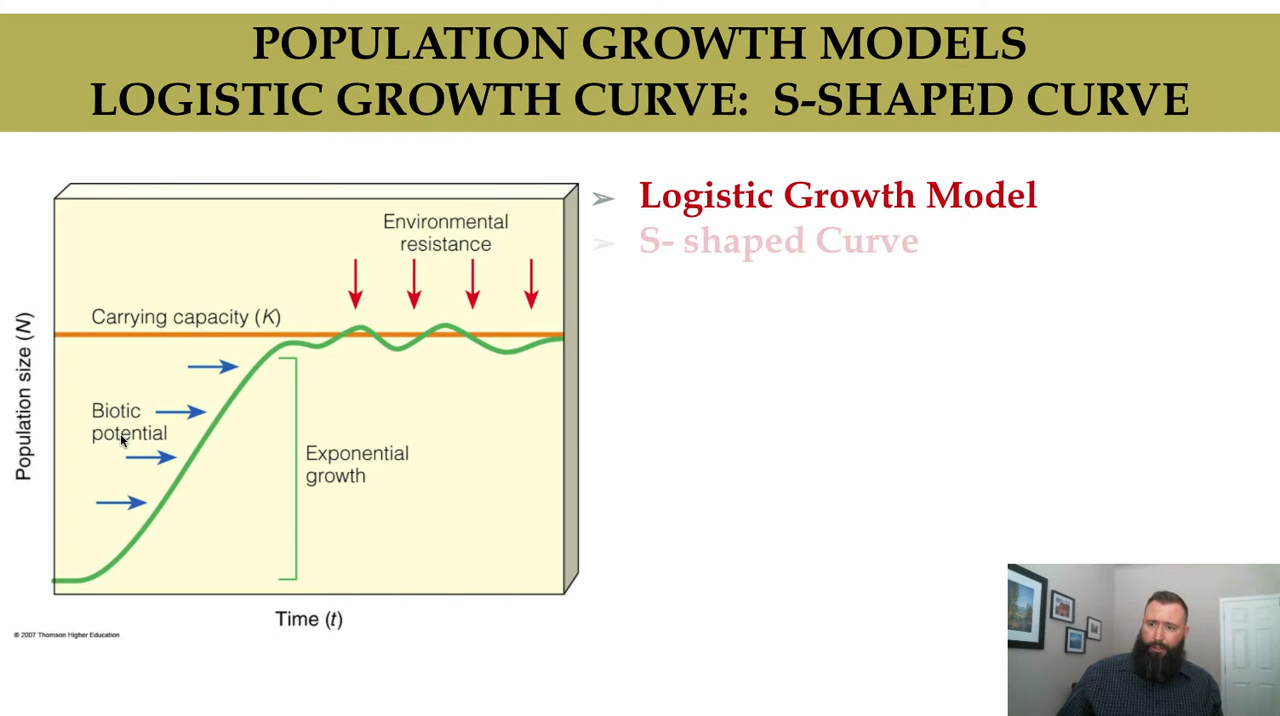 POPULATION GROWTH MODELS
LOGISTIC GROWTH CURVE: S-SHAPED CURVE
➢ Logistic Growth Model
➢ S- shaped Curve
Environmental
resistance
Carrying capacity (K)
Biotic
potential
Exponential
growth
Population size (N)
Time (t)
© 2007 Thomson Higher Education